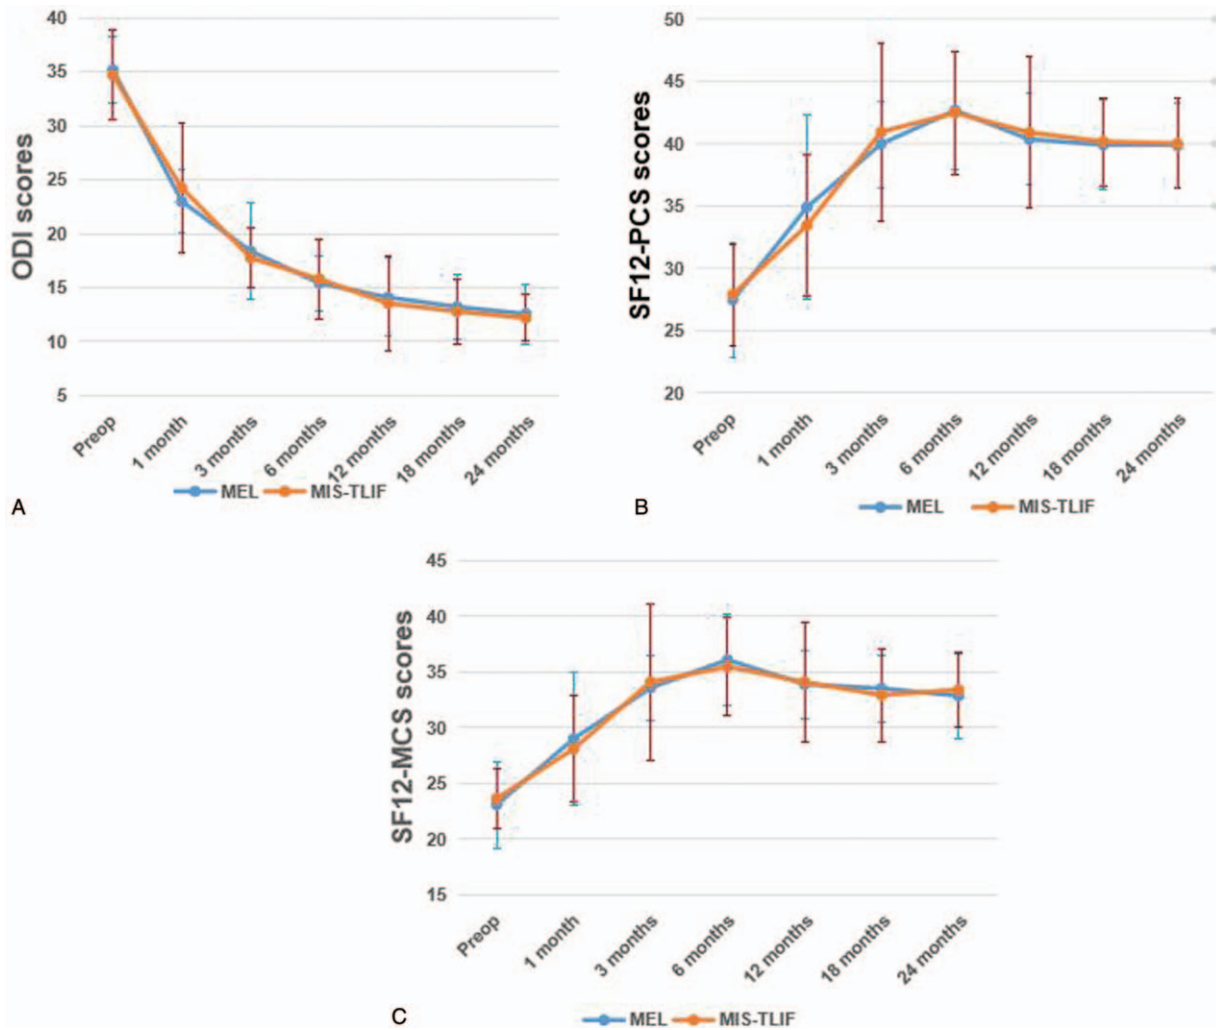 40
35
30
25
20
15
10
5
ODI scores
Preop
1 month
3 months
6 months
12 months
18 months
24 months
MEL MIS-TLIF
A
50
45
40
35
30
25
20
SF12-PCS scores
Preop
1 month
3 months
6 months
12 months
18 months
24 months
MEL MIS-TLIF
B
45
40
35
30
25
20
15
SF12-MCS scores
Preop
1 month
3 months
6 months
12 months
18 months
24 months
MEL MIS-TLIF
C